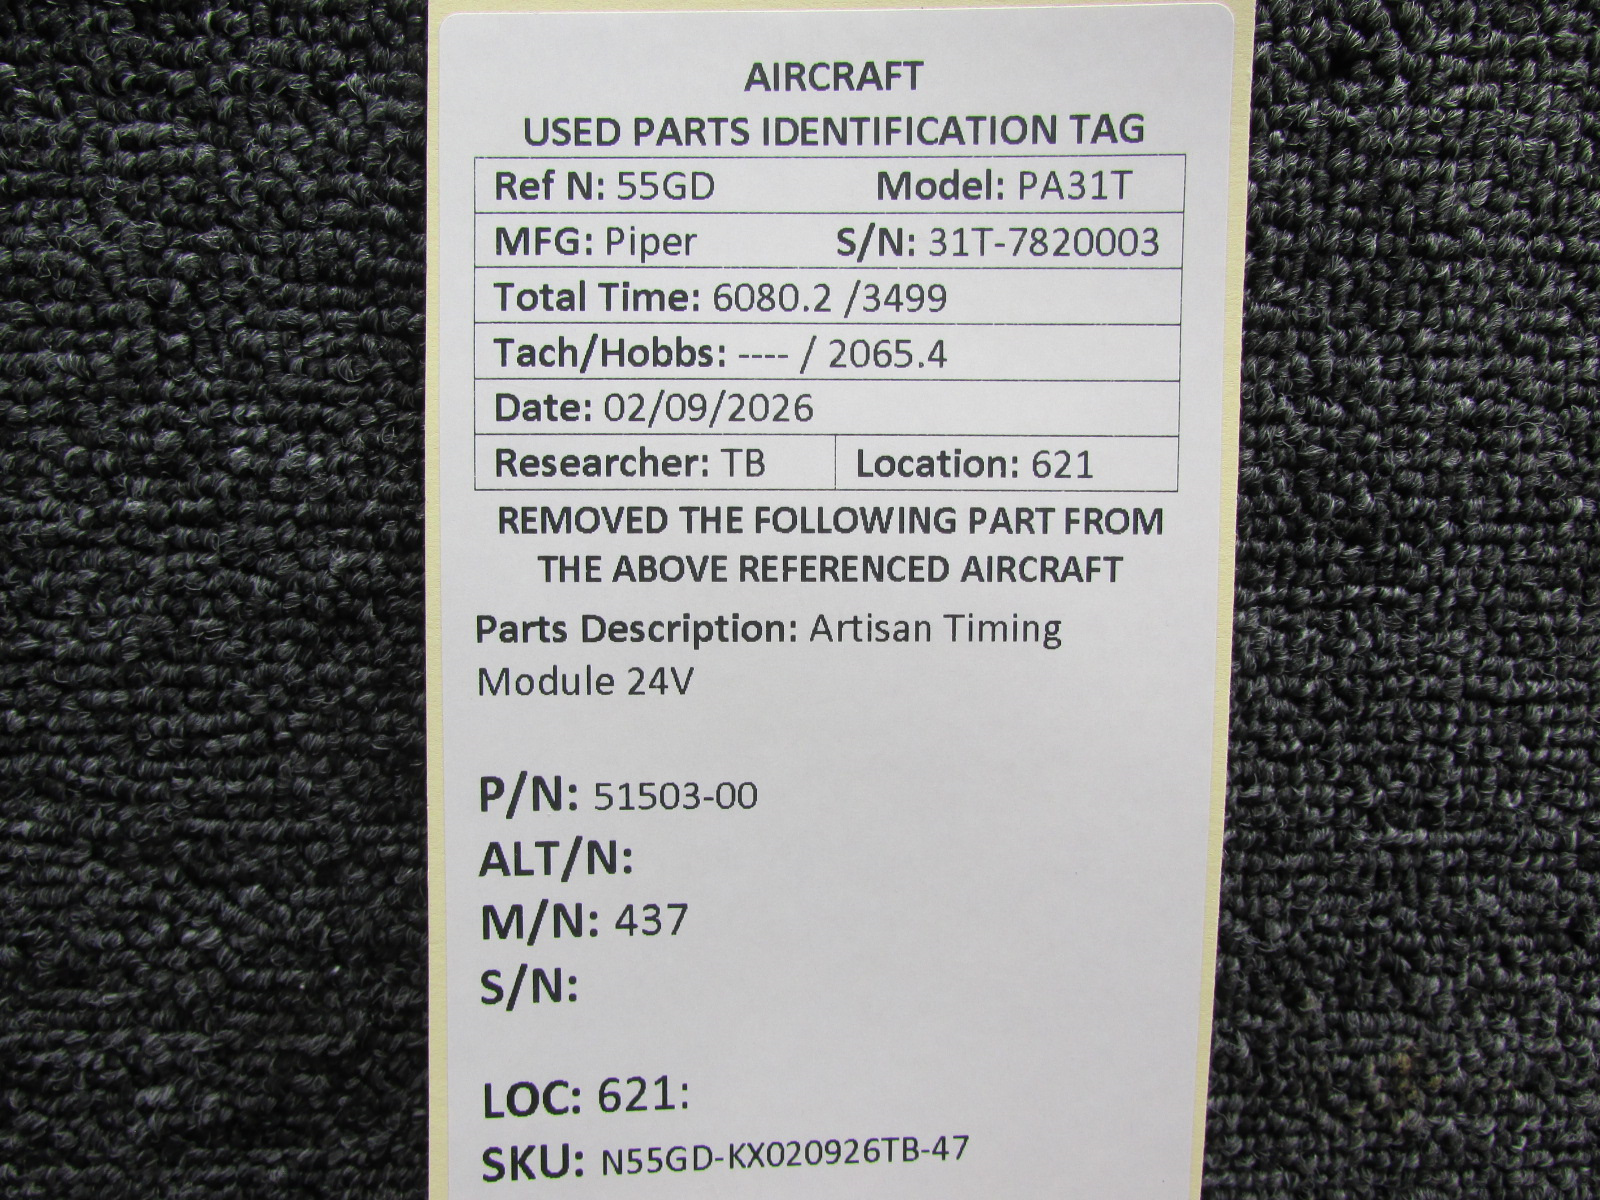 AIRCRAFT
USED PARTS IDENTIFICATION TAG
Ref N: 55GD Model: PA31T
MFG: Piper S/N: 31T-7820003
Total Time: 6080.2 /3499
Tach/Hobbs: ---- / 2065.4
Date: 02/09/2026
Researcher: TB Location: 621
REMOVED THE FOLLOWING PART FROM
THE ABOVE REFERENCED AIRCRAFT
Parts Description: Artisan Timing
Module 24V
P/N: 51503-00
ALT/N:
M/N: 437
S/N:
LOC: 621:
SKU: N55GD-KX020926TB-47